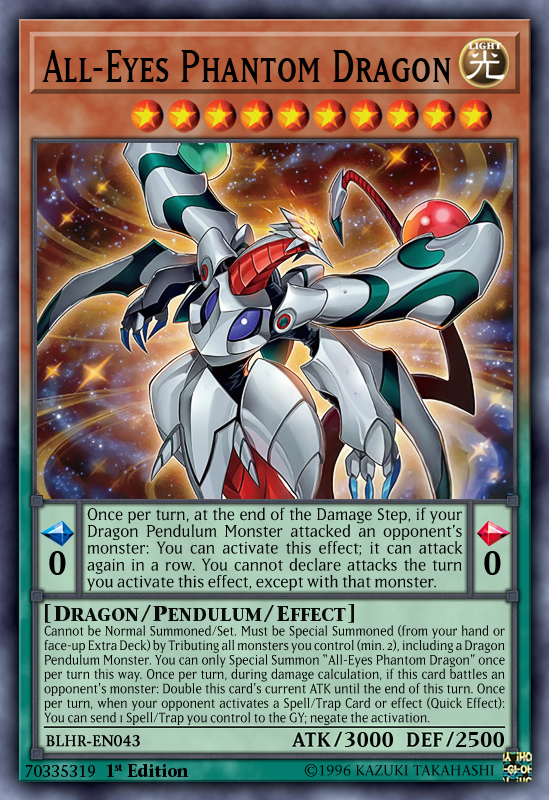 All-Eyes Phantom Dragon
LIGHT
光
Once per turn, at the end of the Damage Step, if your
Dragon Pendulum Monster attacked an opponent's
monster: You can activate this effect; it can attack
again in a row. You cannot declare attacks the turn
you activate this effect, except with that monster.
0
0
[Dragon/Pendulum/Effect]
Cannot be Normal Summoned/Set. Must be Special Summoned (from your hand or
face-up Extra Deck) by Tributing all monsters you control (min. 2), including a Dragon
Pendulum Monster. You can only Special Summon "All-Eyes Phantom Dragon" once
per turn this way. Once per turn, during damage calculation, if this card battles an
opponent's monster: Double this card's current ATK until the end of this turn. Once
per turn, when your opponent activates a Spell/Trap Card or effect (Quick Effect):
You can send 1 Spell/Trap you control to the GY; negate the activation.
BLHR-EN043
ATK/3000 DEF/2500
70335319 1st Edition
©1996 KAZUKI TAKAHASHI